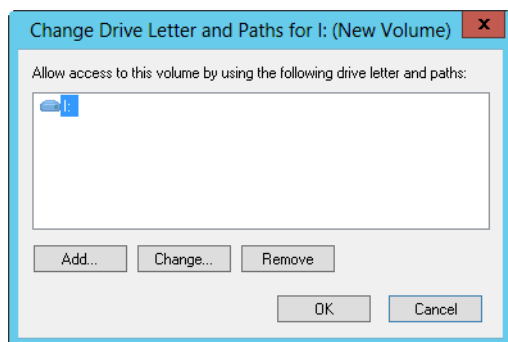 Change Drive Letter and Paths for I: (New Volume)
x
Allow access to this volume by using the following drive letter and paths:
I:
Add... Change... Remove
OK Cancel